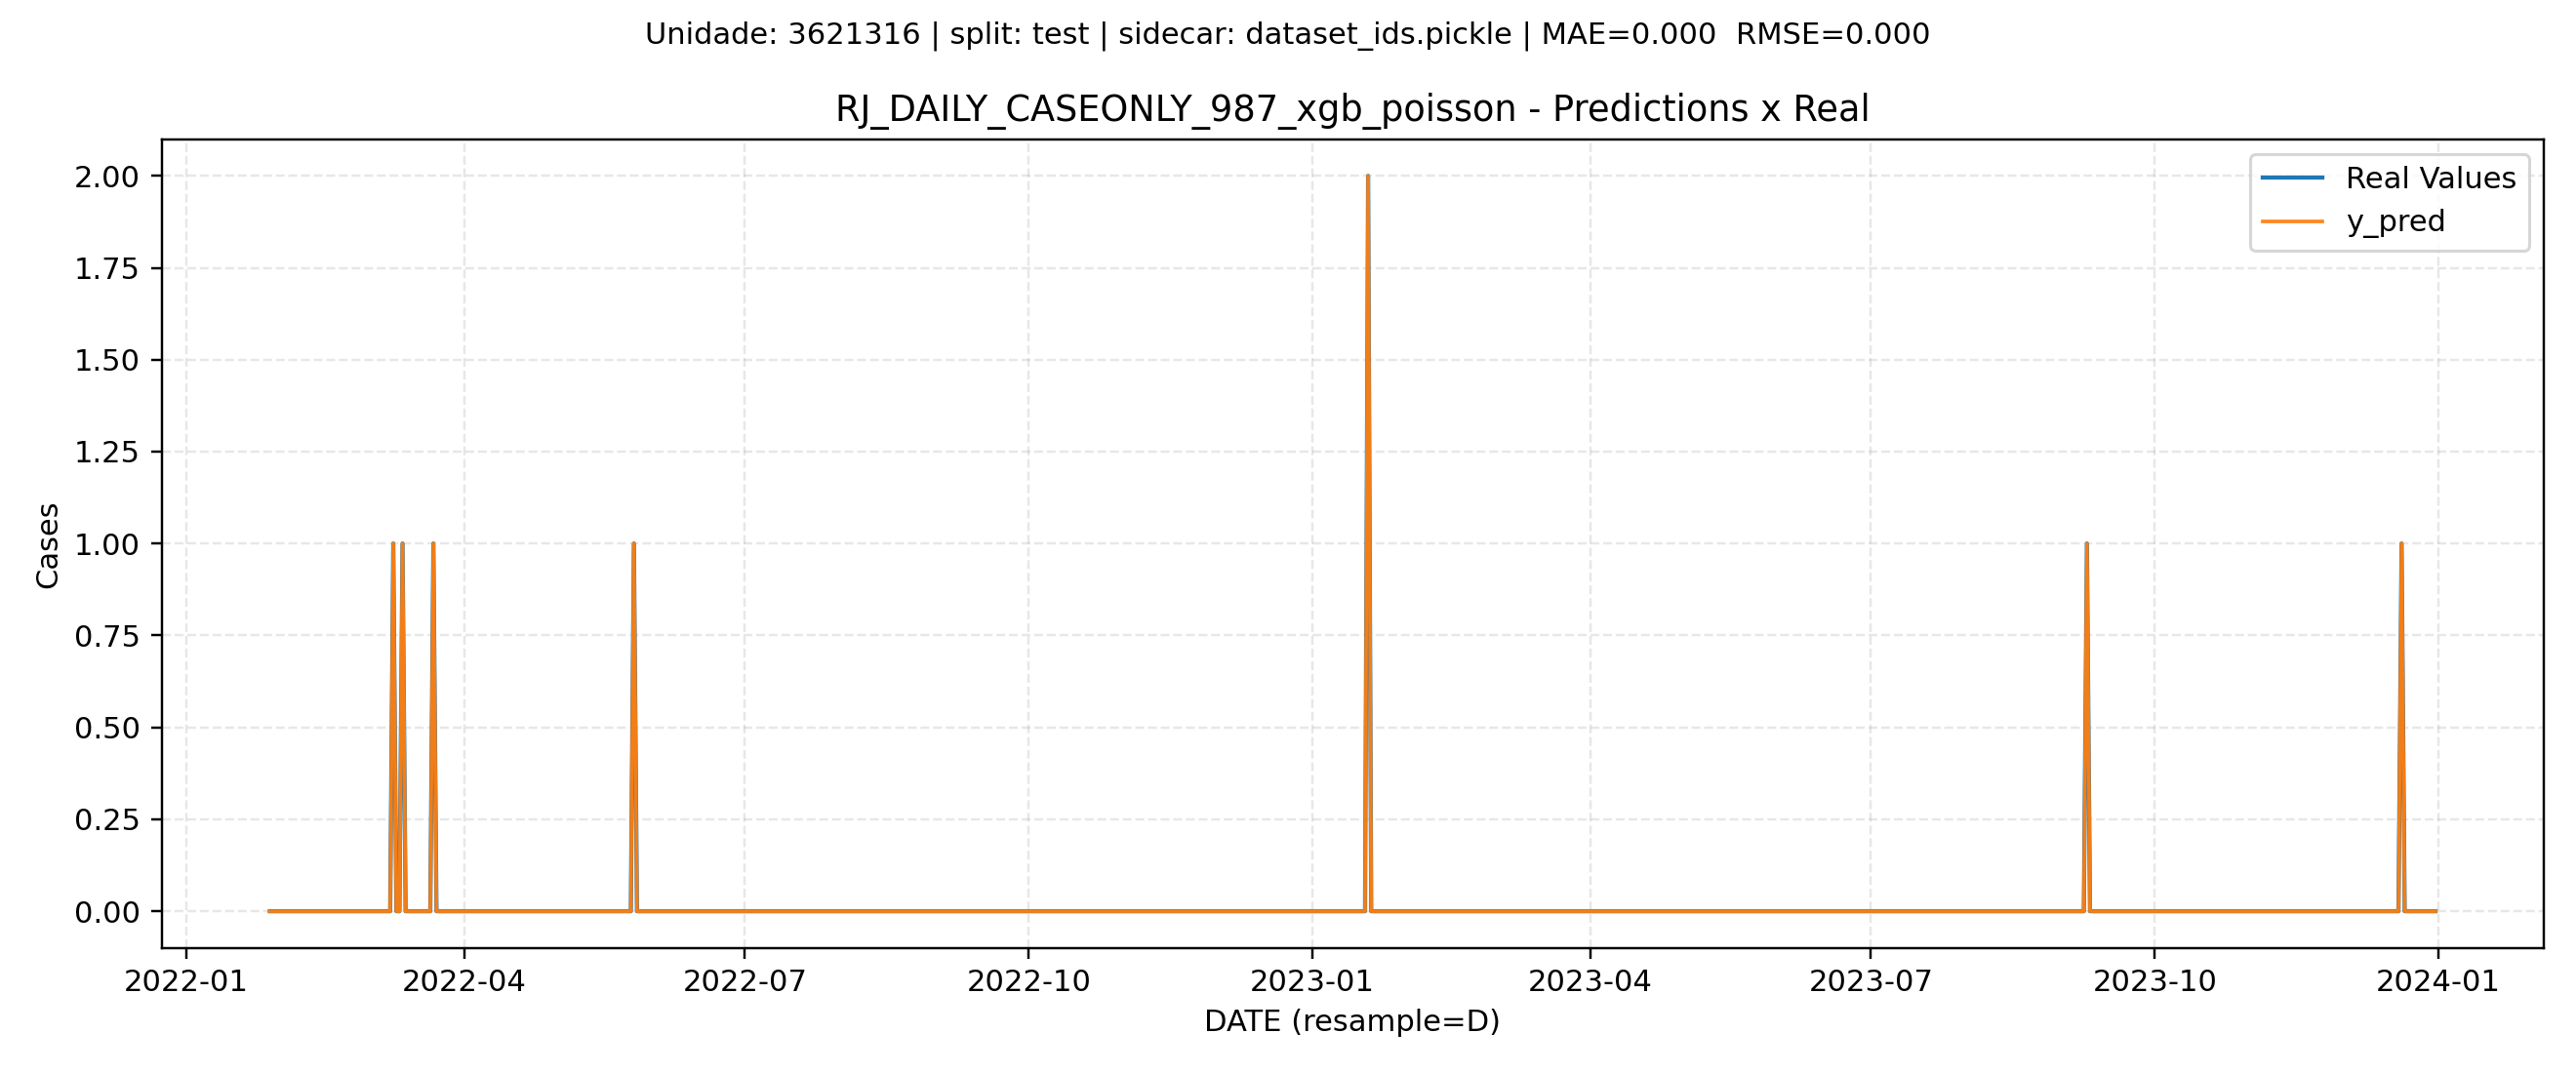 Unidade: 3621316 | split: test | sidecar: dataset_ids.pickle | MAE=0.000  RMSE=0.000
RJ_DAILY_CASEONLY_987_xgb_poisson - Predictions x Real
Real Values
y_pred
2.00
1.75
1.50
1.25
1.00
0.75
0.50
0.25
0.00
Cases
2022-01 2022-04 2022-07 2022-10 2023-01 2023-04 2023-07 2023-10 2024-01
DATE (resample=D)